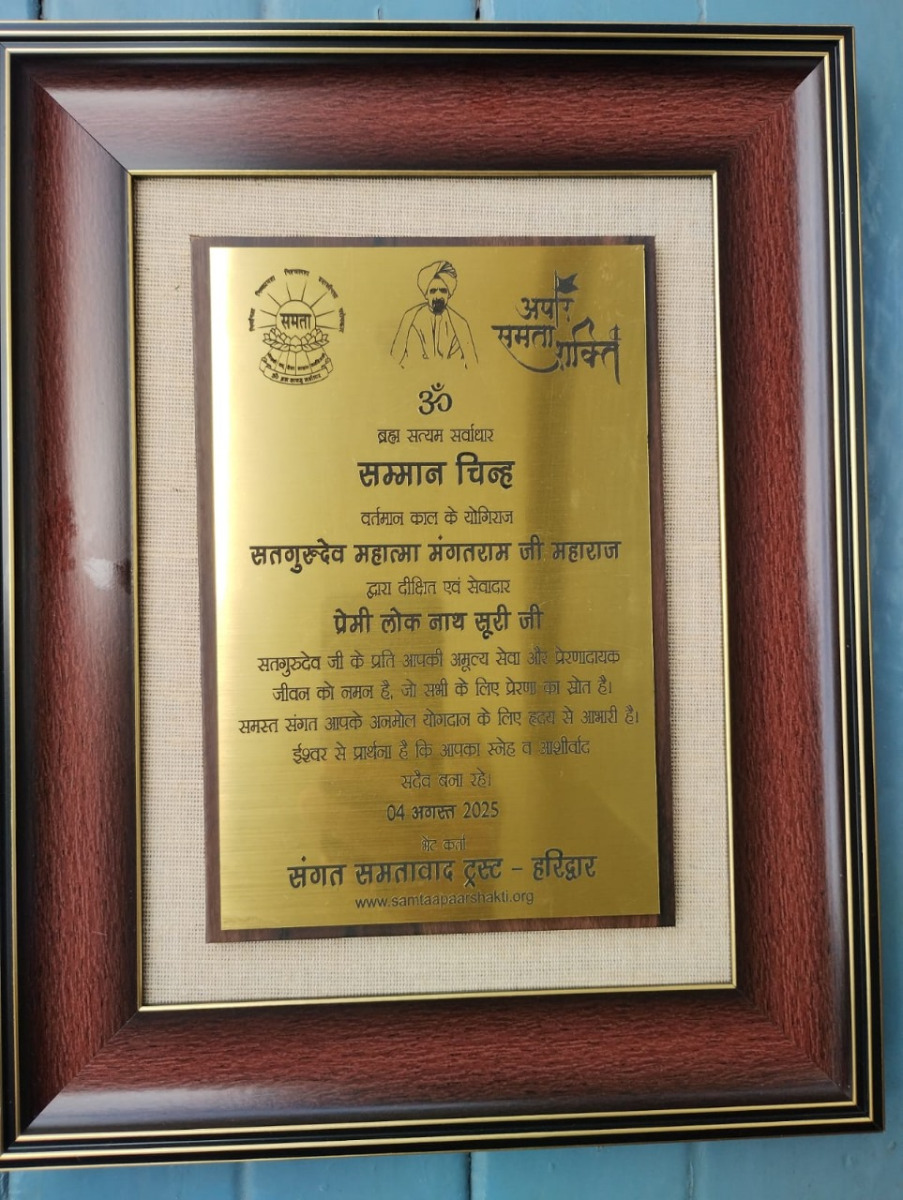 समता
अपार
समता
शक्ति
ॐ
ब्रह्म सत्यम सर्वाधार
सम्मान चिन्ह
वर्तमान काल के योगिराज
सतगुरूदेव महात्मा मंगतराम जी महाराज
द्वारा दीक्षित एवं सेवादार
प्रेमी लोक नाथ सूरी जी
सतगुरुदेव जी के प्रति आपकी अमूल्य सेवा और प्रेरणादायक
जीवन को नमन है, जो सभी के लिए प्रेरणा का स्रोत है।
समस्त संगत आपके अनमोल योगदान के लिए ह्रदय से आभारी है।
ईश्वर से प्रार्थना है कि आपका स्नेह व आशीर्वाद
सदैव बना रहे।
04 अगस्त 2025
भेंट कर्ता
संगत समतावाद ट्रस्ट – हरिद्वार
www.samtaapaarshakti.org